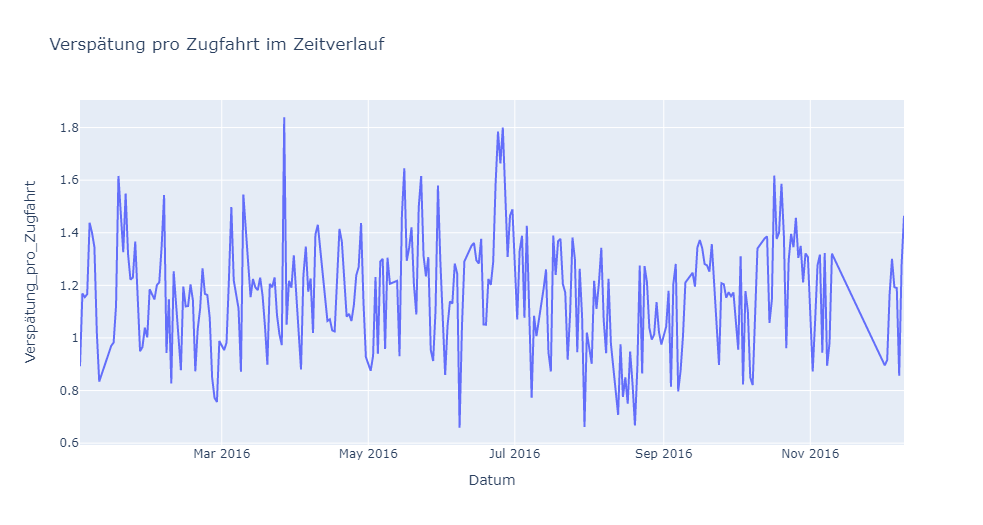 Verspätung pro Zugfahrt im Zeitverlauf
1.8
1.6
1.4
1.2
1
0.8
0.6
Verspätung_pro_Zugfahrt
Mar 2016 May 2016 Jul 2016 Sep 2016 Nov 2016
Datum